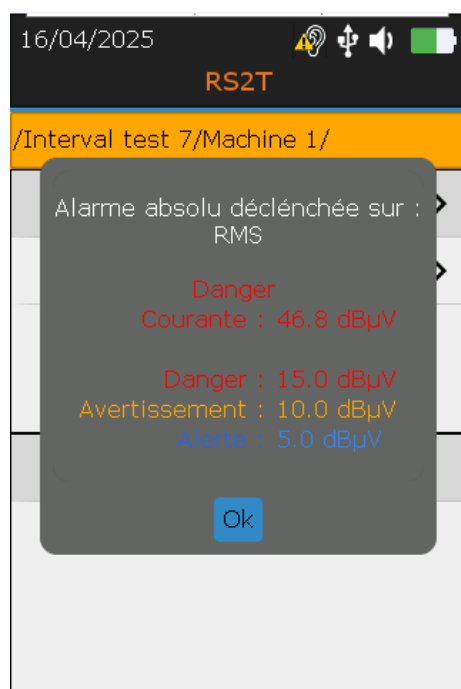 16/04/2025
RS2T
/Interval test 7/Machine 1/
Alarme absolu déclénchée sur :
RMS
Danger
Courante : 46.8 dBµV
Danger : 15.0 dBµV
Avertissement : 10.0 dBµV
Alerte : 5.0 dBµV
Ok